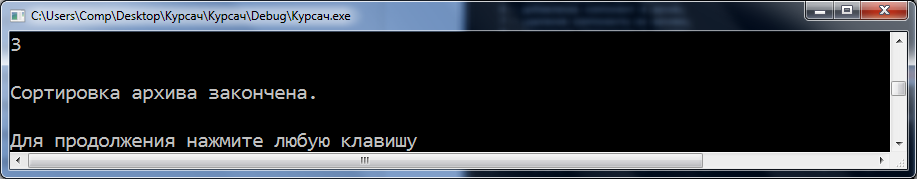 C:\Users\Comp\Desktop\Курсач\Курсач\Debug\Курсач.exe
3
Сортировка архива закончена.
Для продолжения нажмите любую клавишу